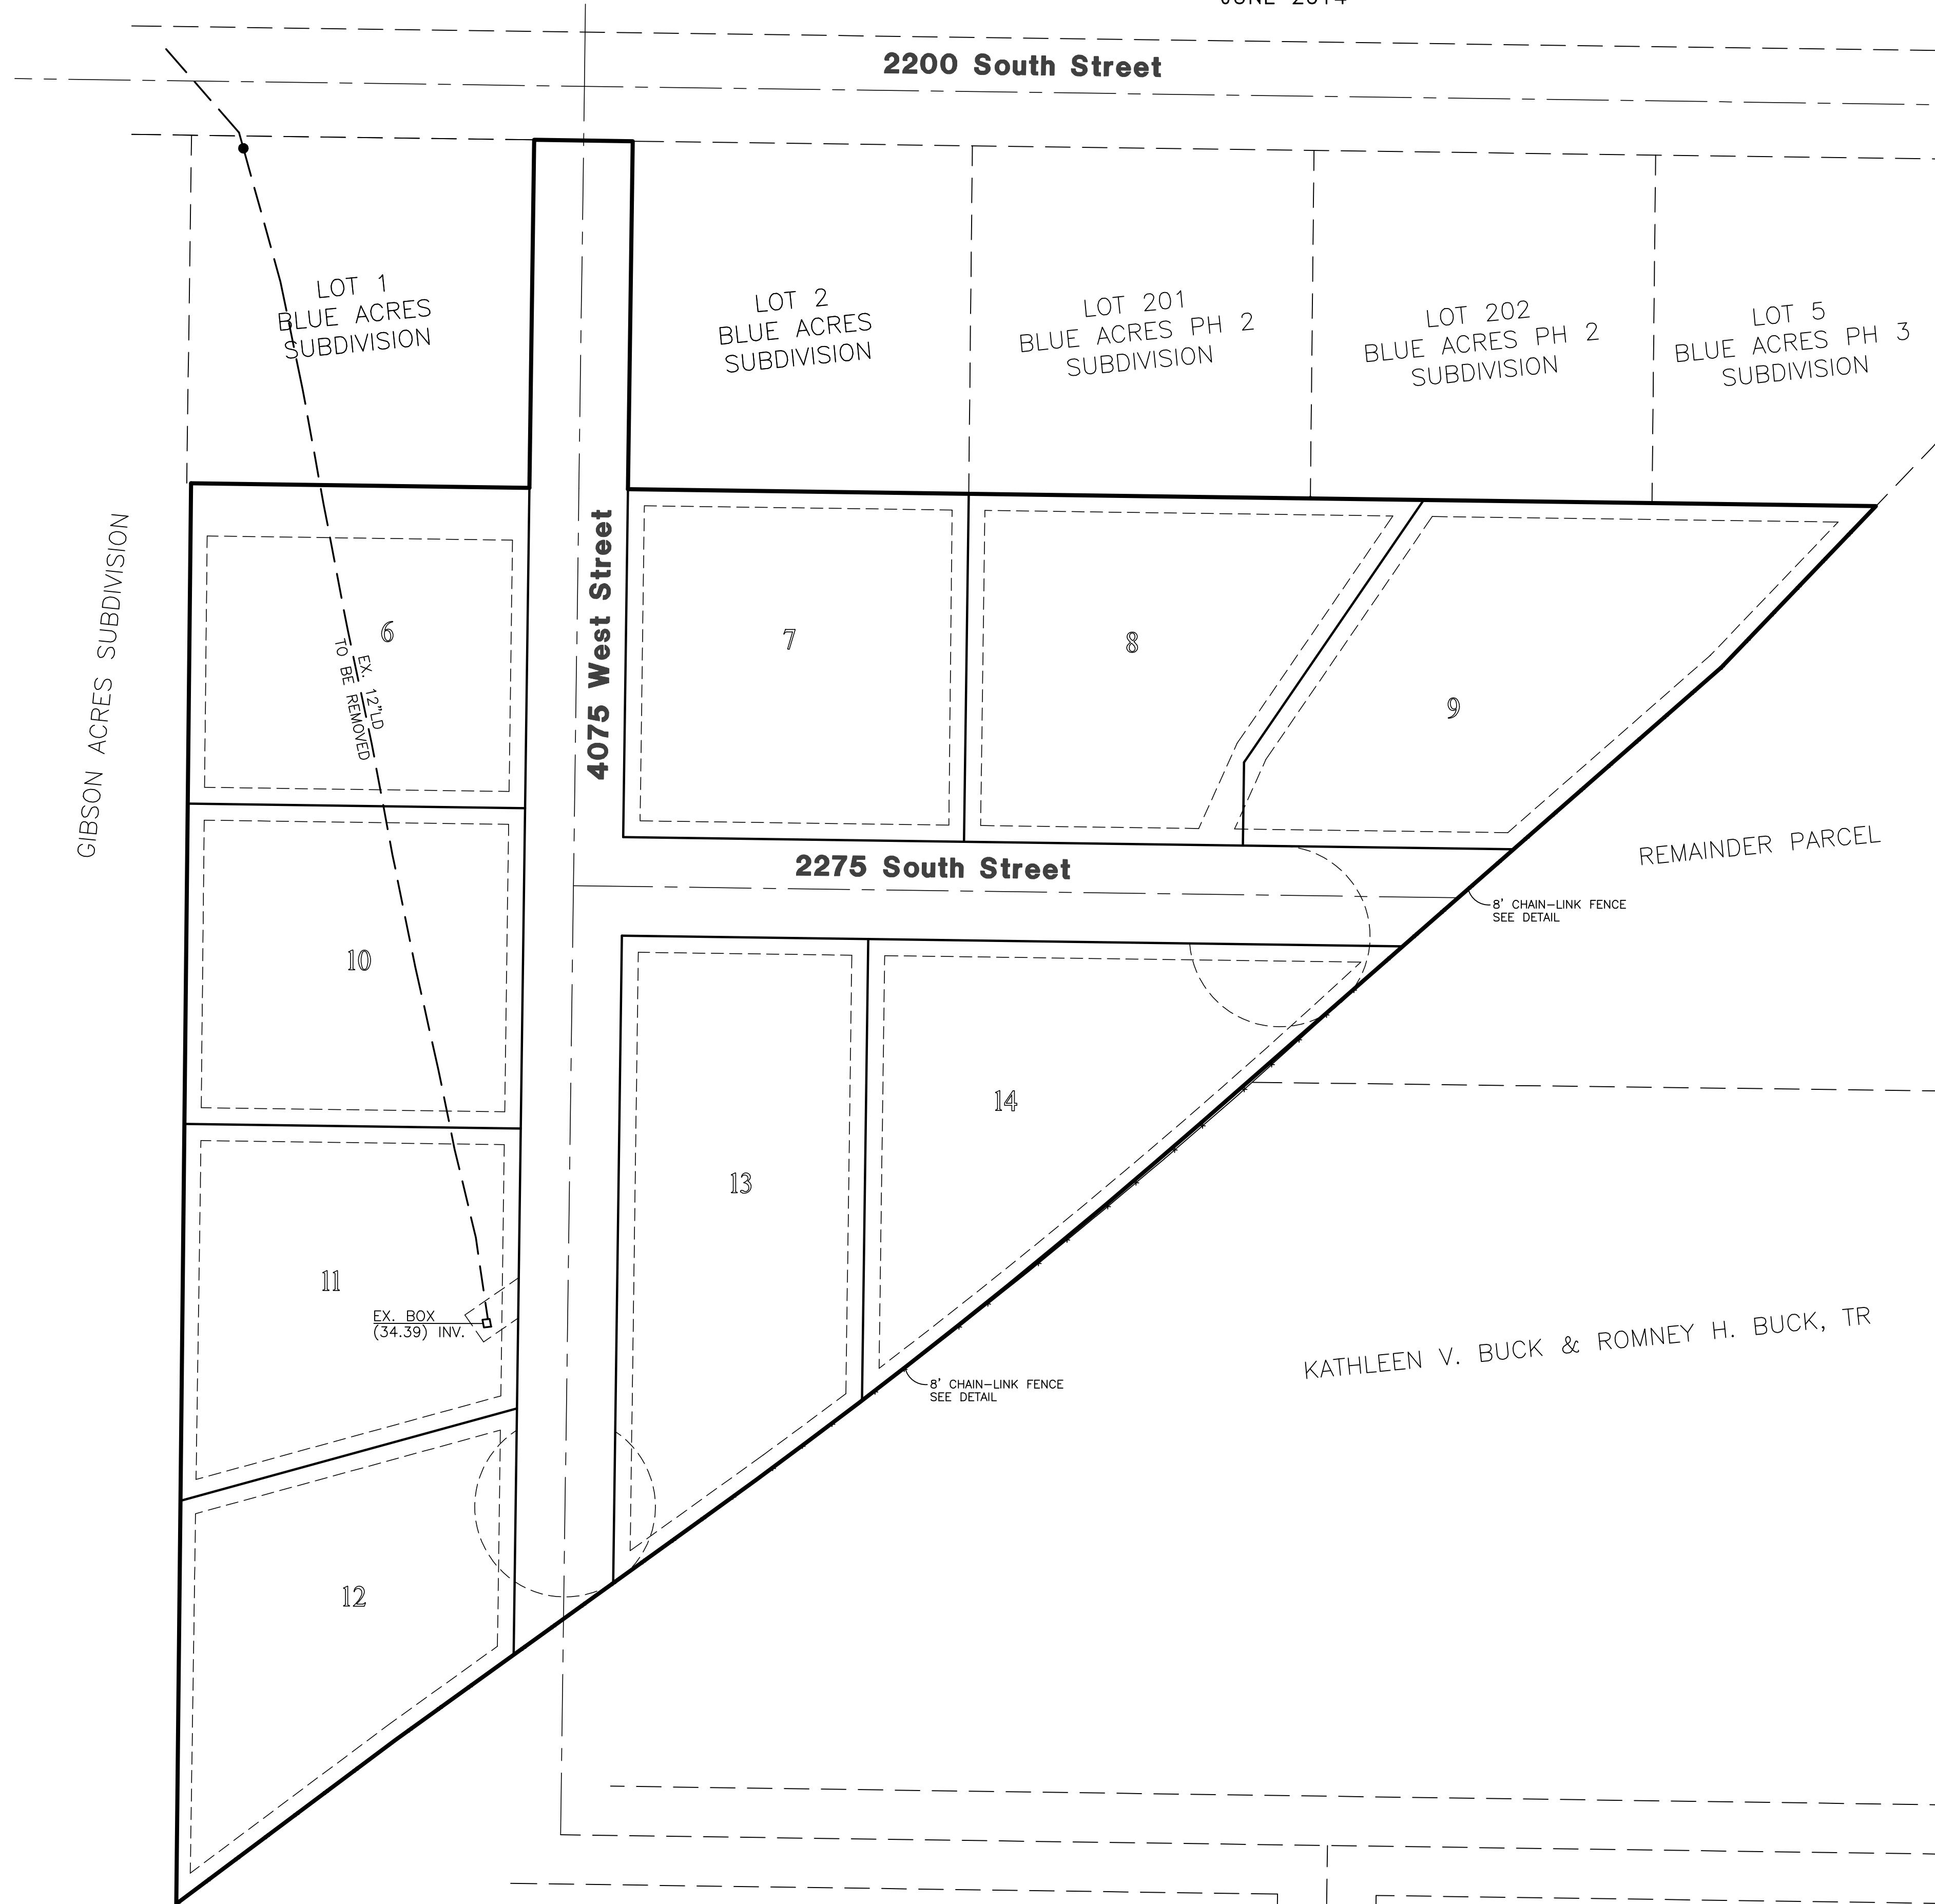 JUNE 2014
2200 South Street
LOT 1
BLUE ACRES
SUBDIVISION
LOT 2
BLUE ACRES
SUBDIVISION
LOT 201
BLUE ACRES PH 2
SUBDIVISION
LOT 202
BLUE ACRES PH 2
SUBDIVISION
LOT 5
BLUE ACRES PH 3
SUBDIVISION
GIBSON ACRES SUBDIVISION
4075 West Street
6
EX. 12"LD
TO BE REMOVED
7
8
9
2275 South Street
REMAINDER PARCEL
8' CHAIN-LINK FENCE
SEE DETAIL
10
14
13
11
EX. BOX
(34.39) INV.
KATHLEEN V. BUCK & ROMNEY H. BUCK, TR
8' CHAIN-LINK FENCE
SEE DETAIL
12